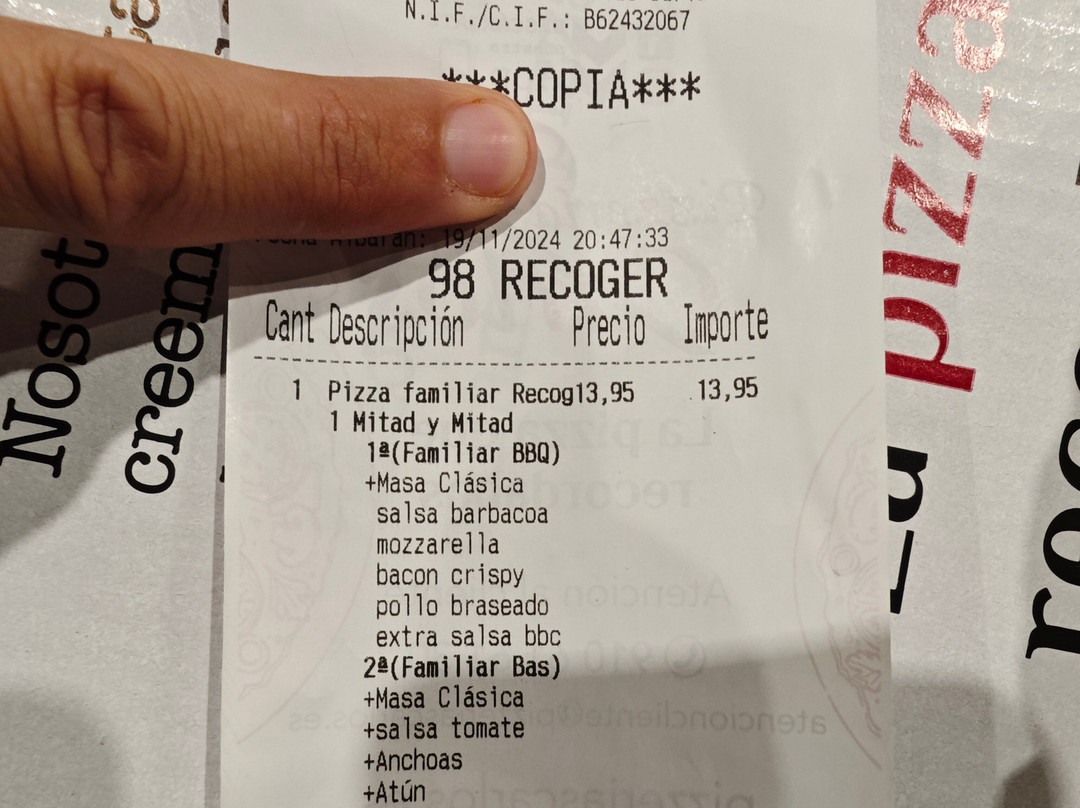 N.I.F./C.I.F.: B62432067
***COPIA***
Albarán: 19/11/2024 20:47:33
98 RECOGER
Cant Descripción Precio Importe
1 Pizza familiar Recog13,95 13,95
1 Mitad y Mitad
1ª(Familiar BBQ)
+Masa Clásica
salsa barbacoa
mozzarella
bacon crispy
pollo braseado
extra salsa bbc
2ª(Familiar Bas)
+Masa Clásica
+salsa tomate
+Anchoas
+Atún
Nosot
creem
pizza